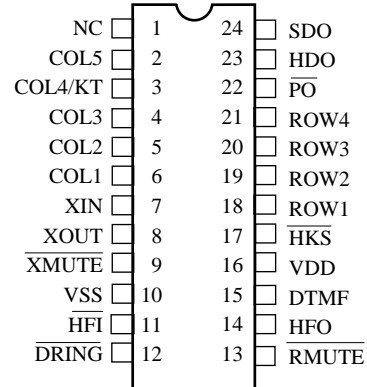 NC 1 24 SDO
COL5 2 23 HDO
COL4/KT 3 22 PO
COL3 4 21 ROW4
COL2 5 20 ROW3
COL1 6 19 ROW2
XIN 7 18 ROW1
XOUT 8 17 HKS
XMUTE 9 16 VDD
VSS 10 15 DTMF
HFI 11 14 HFO
DRING 12 13 RMUTE